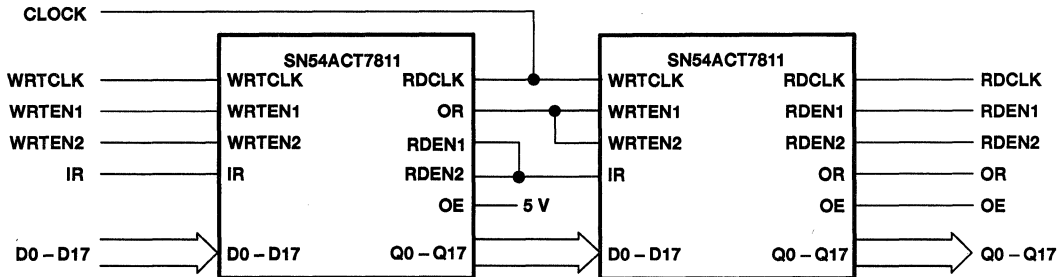 CLOCK
SN54ACT7811 SN54ACT7811
WRTCLK WRTCLK RDCLK WRTCLK RDCLK RDCLK
WRTEN1 WRTEN1 OR WRTEN1 RDEN1 RDEN1
WRTEN2 WRTEN2 RDEN1 WRTEN2 RDEN2 RDEN2
IR IR RDEN2 IR OR OR
OE 5 V OE OE
D0 – D17 D0 – D17 Q0 – Q17 D0 – D17 Q0 – Q17 Q0 – Q17